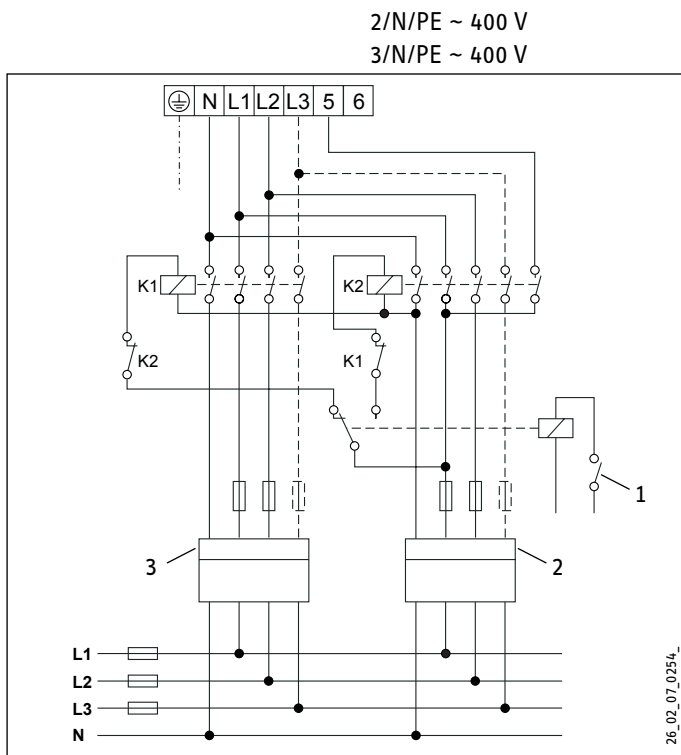 2/N/PE ~ 400 V
3/N/PE ~ 400 V
N L1 L2 L3 5 6
K1 K2
K2 K1
1
3 2
L1
L2
L3
N
26_02_07_0254_